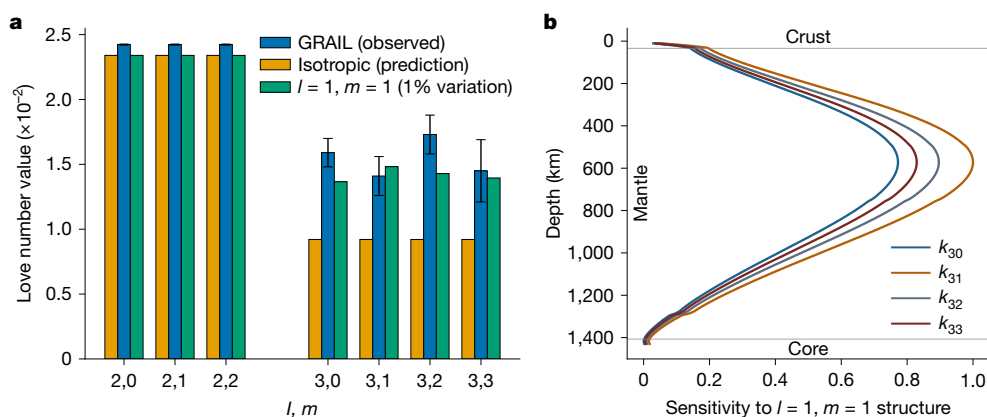 a
Love number value (×10⁻²)
2.5
2.0
1.5
1.0
0.5
0
GRAIL (observed)
Isotropic (prediction)
l = 1, m = 1 (1% variation)
2,0 2,1 2,2 3,0 3,1 3,2 3,3
l, m
b
Depth (km)
0
200
400
600
800
1,000
1,200
1,400
Crust
Mantle
Core
k₃₀
k₃₁
k₃₂
k₃₃
0 0.2 0.4 0.6 0.8 1.0
Sensitivity to l = 1, m = 1 structure